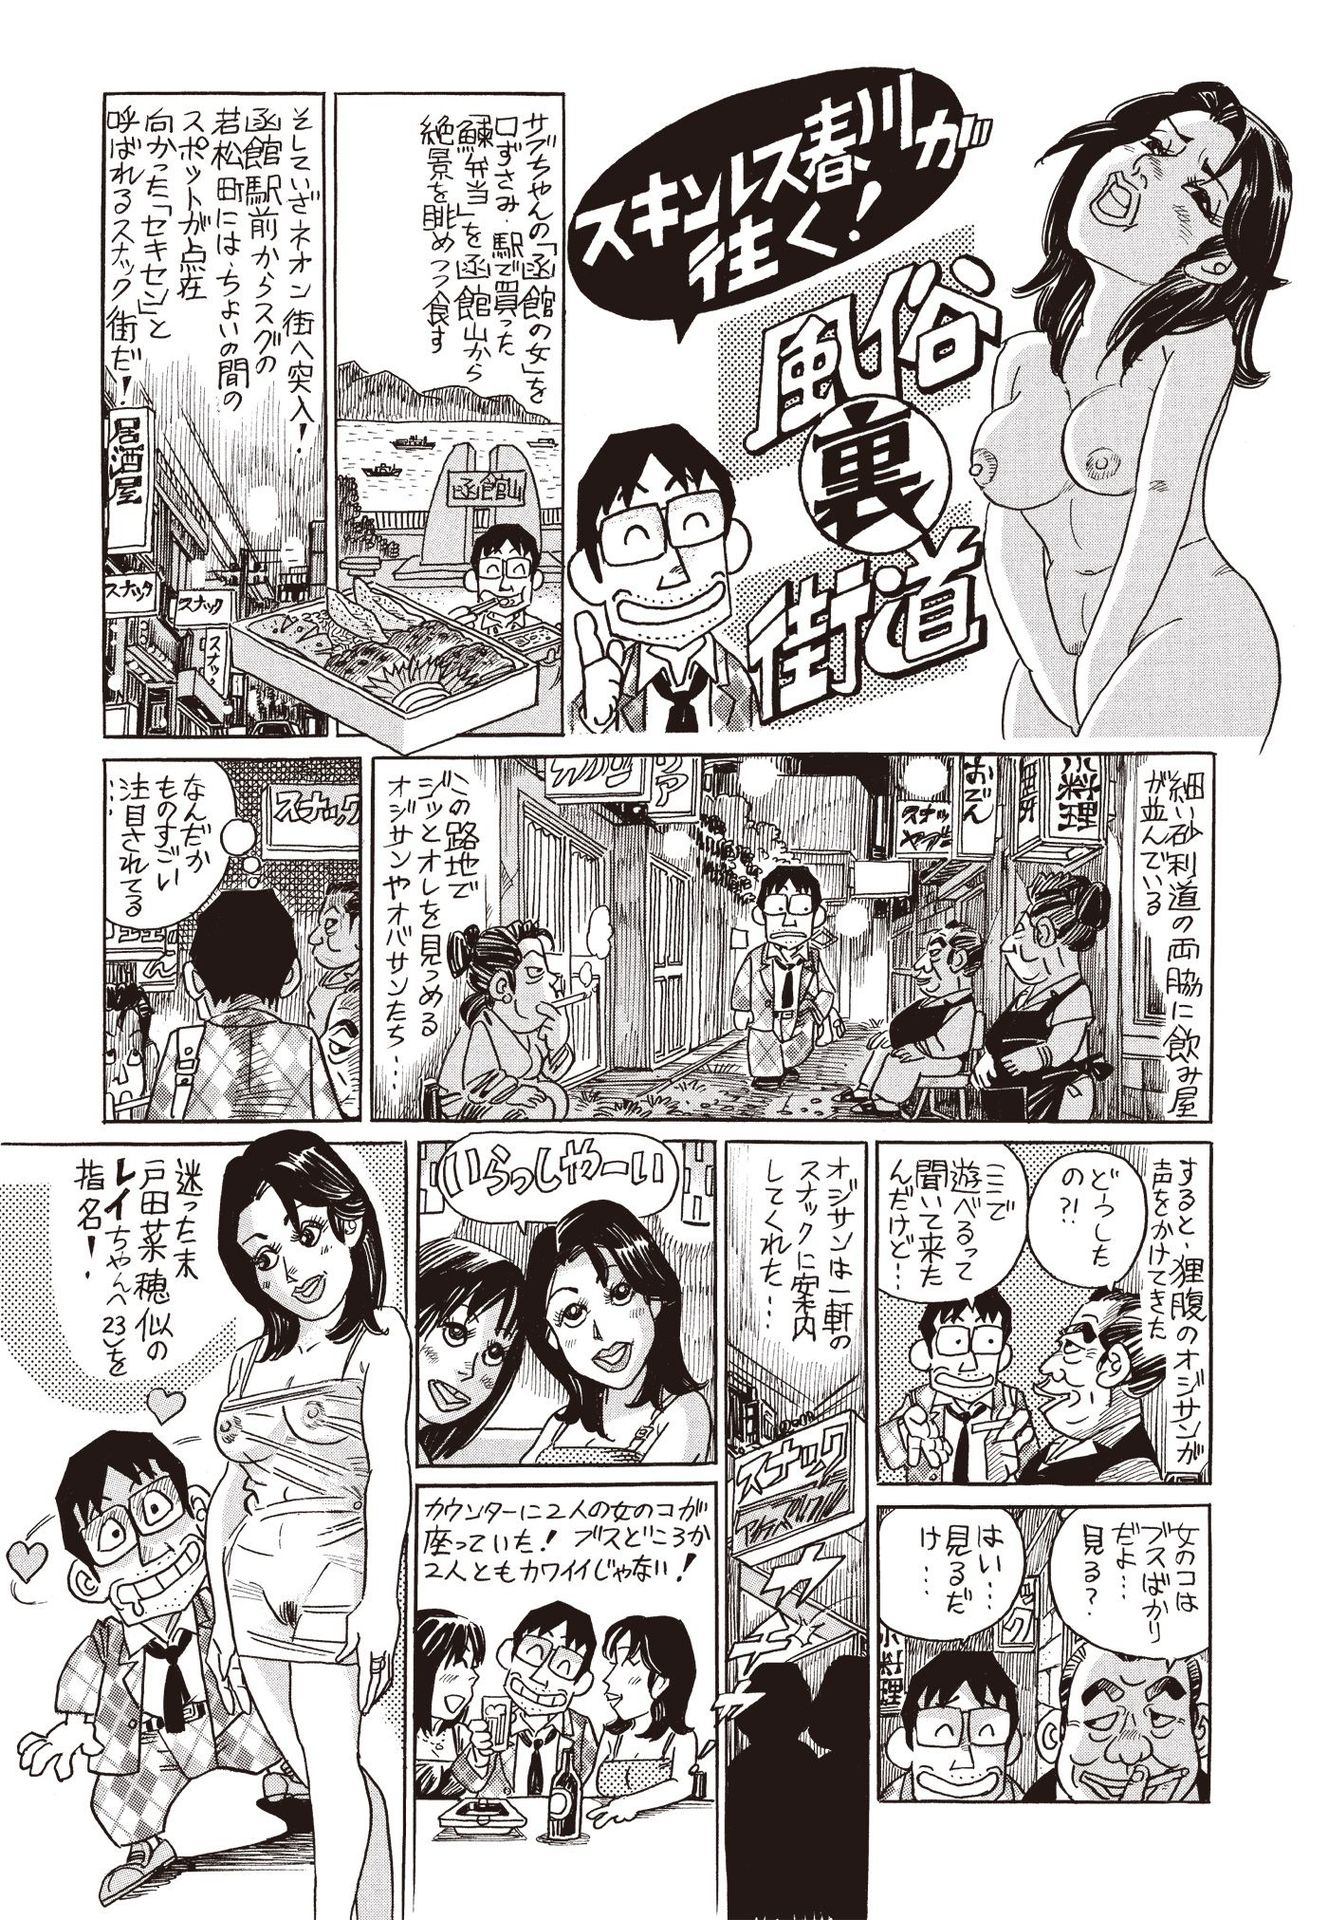 スキンレス春川が
往く!
風俗
裏
街道
サブちゃんの「函館の女」を
口ずさみ、駅で買った
「鰊弁当」を函館山から
絶景を眺めつつ食す
函館山
そしていざネオン街へ突入!
函館駅前からスグの
若松町には、ちょいの間の
スポットが点在
向かった「セキセン」と
呼ばれるスナック街だ!
居酒屋
スナック
スナック
スナック
細い砂利道の両脇に飲み屋
が並んでいる
小料理
おでん
スナック
この路地で
ジッとオレを見つめる
オジサンやオバサンたち…
スナック
なんだか
ものすごい
注目されてる
…
すると、狸腹のオジサンが
声をかけてきた
どーした
の?!
ここで
遊べるって
聞いて来た
んだけど…
女のコは
ブスばかり
だよ…
見る?
はい…
見るだ
け…
小料理
オジサンは一軒の
スナックに案内
してくれた…
スナック
いらっしゃーい
カウンターに2人の女のコが
座っていた! ブスどころか
2人ともカワイイじゃない!
迷った末
戸田菜穂似の
レイちゃん(23)を
指名!